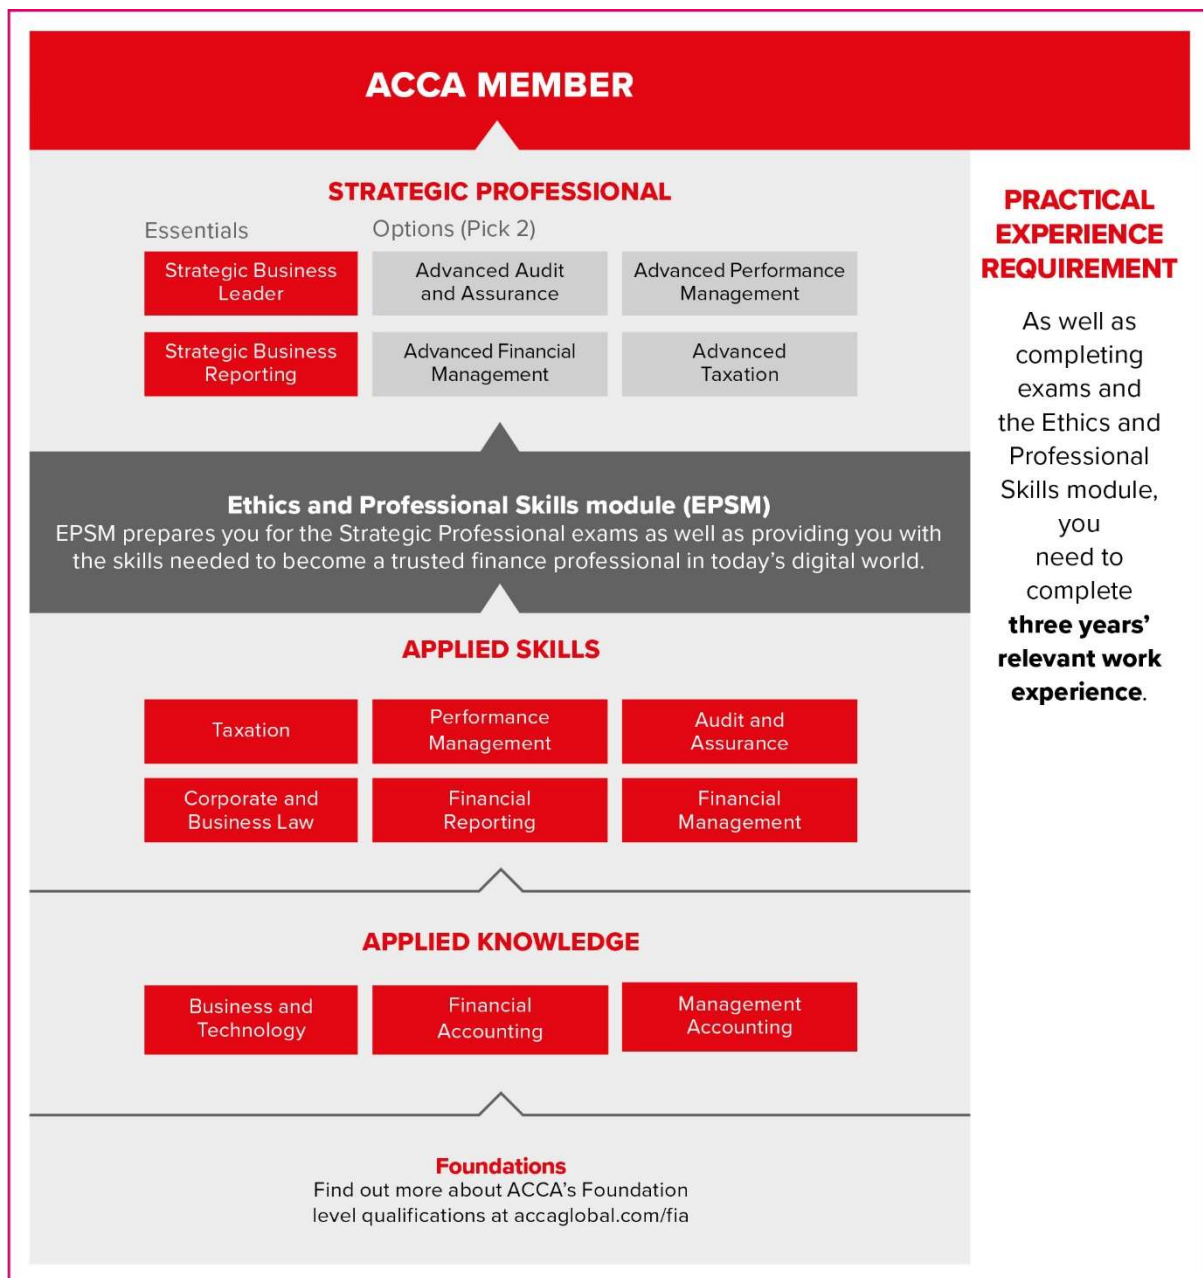 ACCA MEMBER
STRATEGIC PROFESSIONAL
Essentials
Options (Pick 2)
Strategic Business
Leader
Advanced Audit
and Assurance
Advanced Performance
Management
Strategic Business
Reporting
Advanced Financial
Management
Advanced
Taxation
Ethics and Professional Skills module (EPSM)
EPSM prepares you for the Strategic Professional exams as well as providing you with
the skills needed to become a trusted finance professional in today’s digital world.
APPLIED SKILLS
Taxation
Performance
Management
Audit and
Assurance
Corporate and
Business Law
Financial
Reporting
Financial
Management
APPLIED KNOWLEDGE
Business and
Technology
Financial
Accounting
Management
Accounting
Foundations
Find out more about ACCA’s Foundation
level qualifications at accaglobal.com/fia
PRACTICAL
EXPERIENCE
REQUIREMENT
As well as
completing
exams and
the Ethics and
Professional
Skills module,
you
need to
complete
three years’
relevant work
experience.